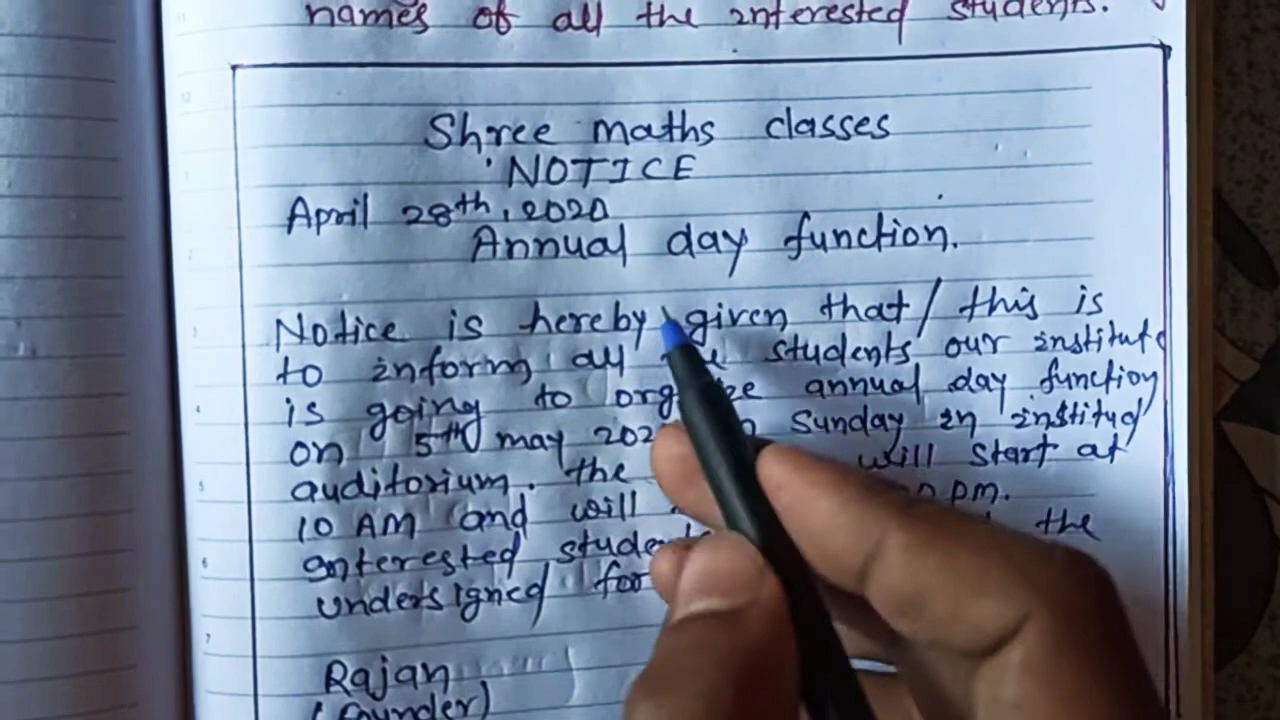 names of all the interested students.
Shree maths classes
NOTICE
April 28th, 2020
Annual day function.
Notice is hereby given that / this is
to inform all students our institute
is going to organize annual day function
on 5th may Sunday in institud
auditorium. the will start at
10 AM and will pm.
interested the
undersigned for
Rajan
(founder)